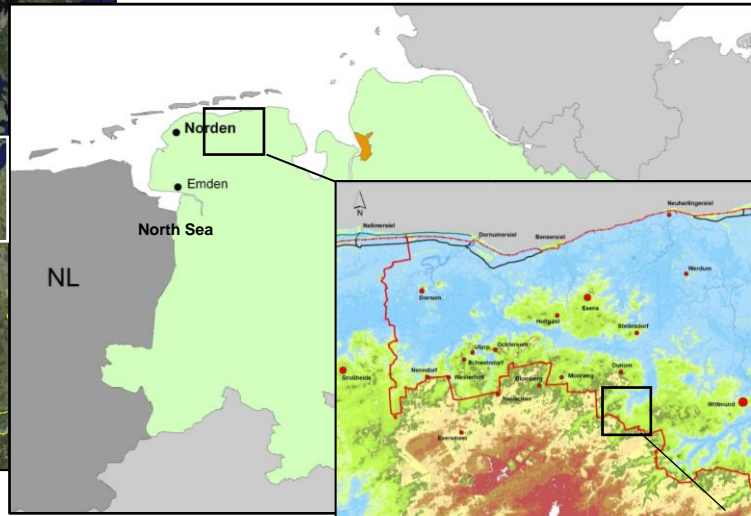 Norden
Emden
North Sea
NL
N
Neuharlingersiel
Neßmersiel
Dornumersiel
Bensersiel
Werdum
Dornum
Esens
Holtgast
Stedesdorf
Utarp
Ochtersum
Schweindorf
Großheide
Nenndorf
Westerholt
Blomberg
Moorweg
Dunum
Neuschoo
Wittmund
Eversmeer